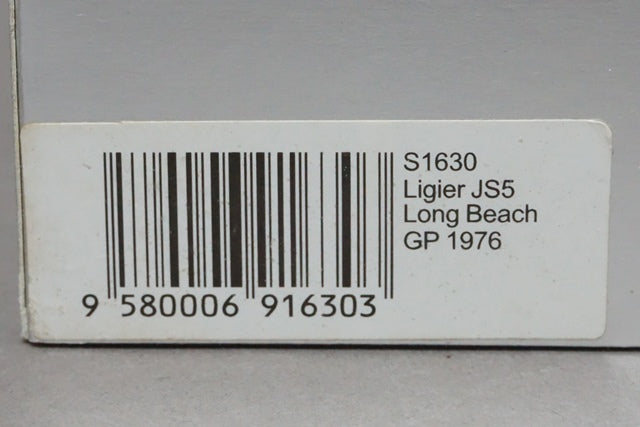 S1630
Ligier JS5
Long Beach
GP 1976
9 580006 916303